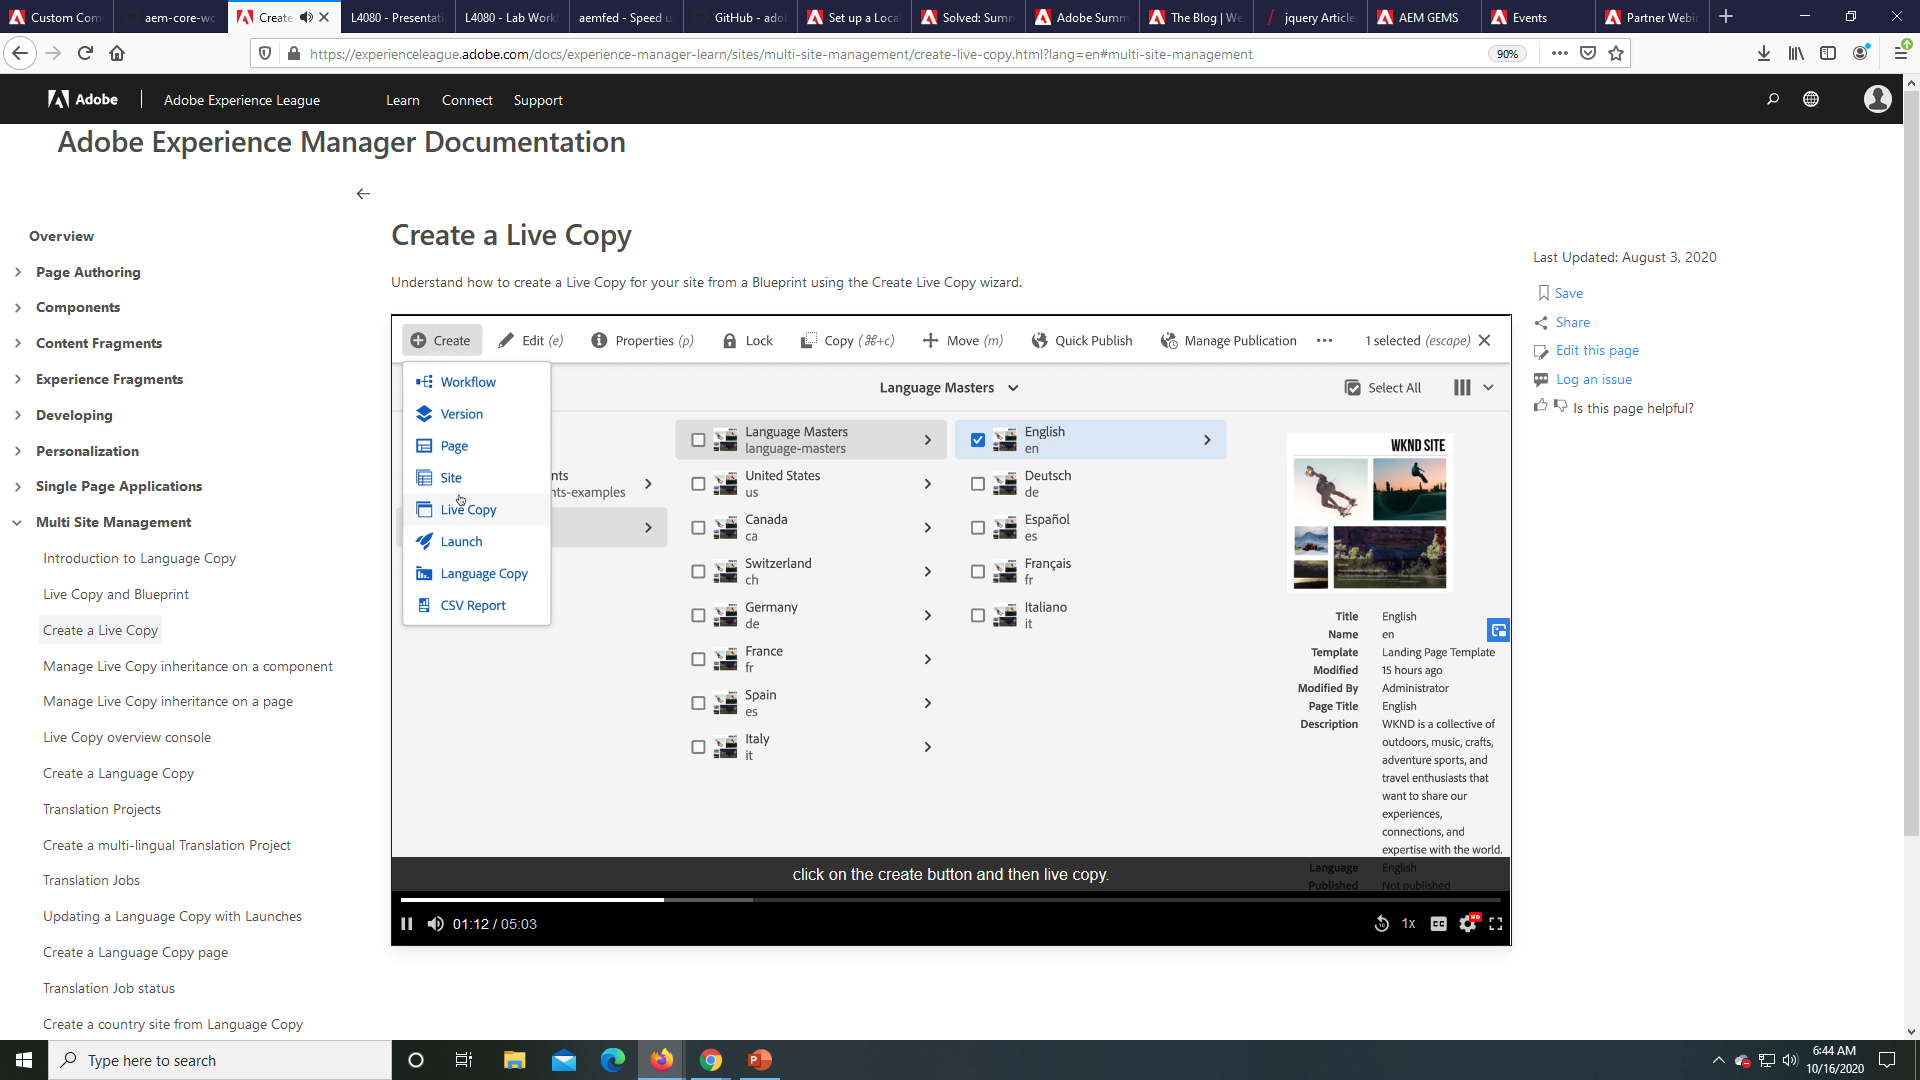 Custom Com
aem-core-wc
Create
L4080 - Presentati
L4080 - Lab Work
aemfed - Speed u
GitHub - ado
Set up a Loca
Solved: Sum
Adobe Summ
The Blog | We
jquery Article
AEM GEMS
Events
Partner Webin
https://experienceleague.adobe.com/docs/experience-manager-learn/sites/multi-site-management/create-live-copy.html?lang=en#multi-site-management
90%
Adobe
Adobe Experience League
Learn
Connect
Support
Adobe Experience Manager Documentation
Overview
Page Authoring
Components
Content Fragments
Experience Fragments
Developing
Personalization
Single Page Applications
Multi Site Management
Introduction to Language Copy
Live Copy and Blueprint
Create a Live Copy
Manage Live Copy inheritance on a component
Manage Live Copy inheritance on a page
Live Copy overview console
Create a Language Copy
Translation Projects
Create a multi-lingual Translation Project
Translation Jobs
Updating a Language Copy with Launches
Create a Language Copy page
Translation Job status
Create a country site from Language Copy
Create a Live Copy
Understand how to create a Live Copy for your site from a Blueprint using the Create Live Copy wizard.
Create
Edit (e)
Properties (p)
Lock
Copy (⌘+c)
Move (m)
Quick Publish
Manage Publication
1 selected (escape)
Workflow
Version
Page
Site
Live Copy
Launch
Language Copy
CSV Report
Language Masters
Select All
nts
nts-examples
Language Masters
language-masters
United States
us
Canada
ca
Switzerland
ch
Germany
de
France
fr
Spain
es
Italy
it
English
en
Deutsch
de
Español
es
Français
fr
Italiano
it
WKND SITE
Title English
Name en
Template Landing Page Template
Modified 15 hours ago
Modified By Administrator
Page Title English
Description WKND is a collective of
outdoors, music, crafts,
adventure sports, and
travel enthusiasts that
want to share our
experiences,
connections, and
expertise with the world.
Language English
Published Not published
click on the create button and then live copy.
01:12 / 05:03
10
1x
CC
HD
Last Updated: August 3, 2020
Save
Share
Edit this page
Log an issue
Is this page helpful?
Type here to search
6:44 AM
10/16/2020